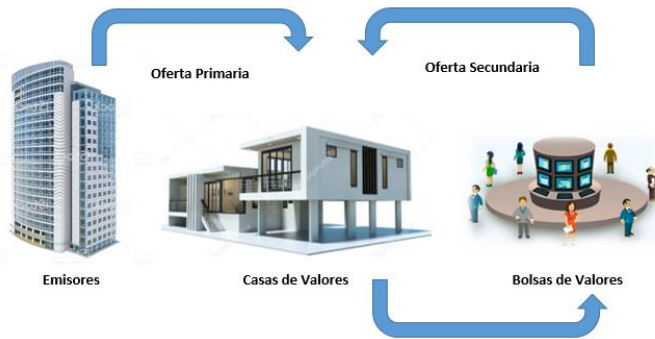 Oferta Primaria
Oferta Secundaria
Emisores
Casas de Valores
Bolsas de Valores